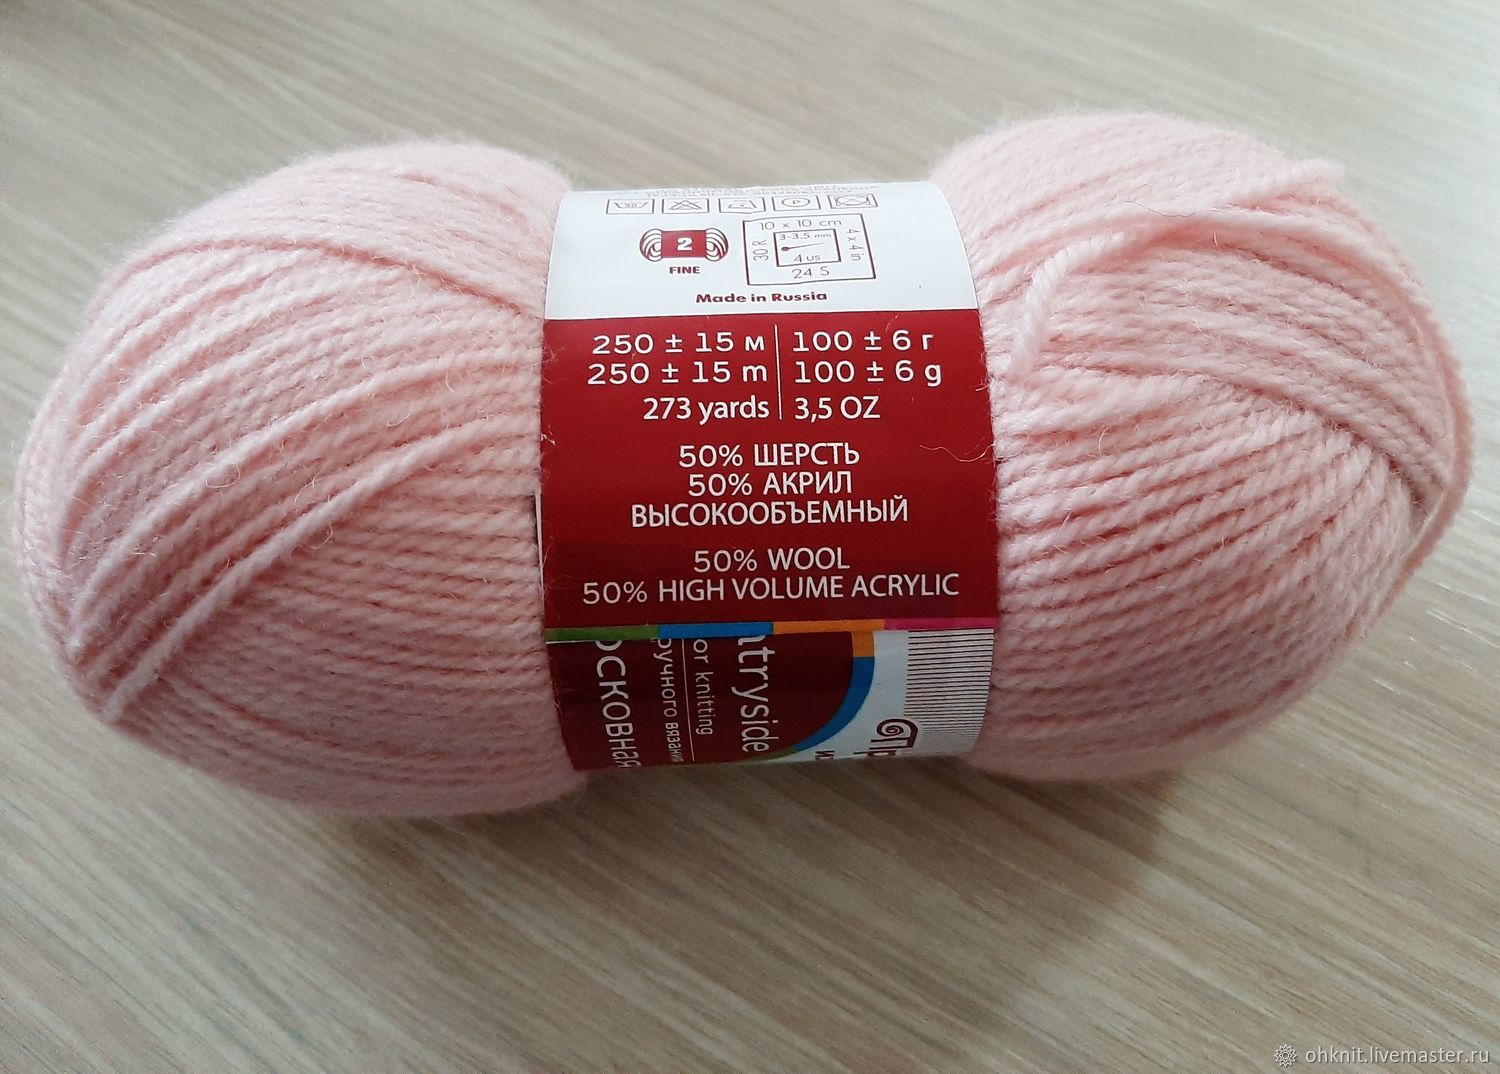 30
P
2
FINE
10 x 10 cm
30 R
3-3.5 mm
4 us
4 x 4 in
24 S
Made in Russia
250 ± 15 м 100 ± 6 г
250 ± 15 m 100 ± 6 g
273 yards 3,5 OZ
50% ШЕРСТЬ
50% АКРИЛ
ВЫСОКООБЪЕМНЫЙ
50% WOOL
50% HIGH VOLUME ACRYLIC
ntryside
or knitting
ручного вязания
осковная
ohknit.livemaster.ru